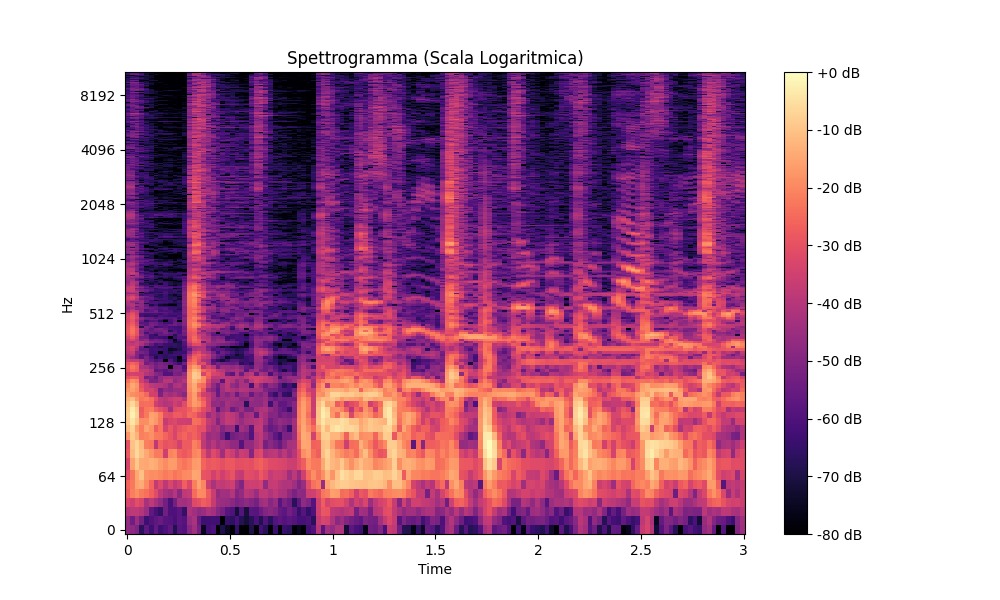 Spettrogramma (Scala Logaritmica)
Hz
8192
4096
2048
1024
512
256
128
64
0
0
0.5
1
1.5
2
2.5
3
Time
+0 dB
-10 dB
-20 dB
-30 dB
-40 dB
-50 dB
-60 dB
-70 dB
-80 dB